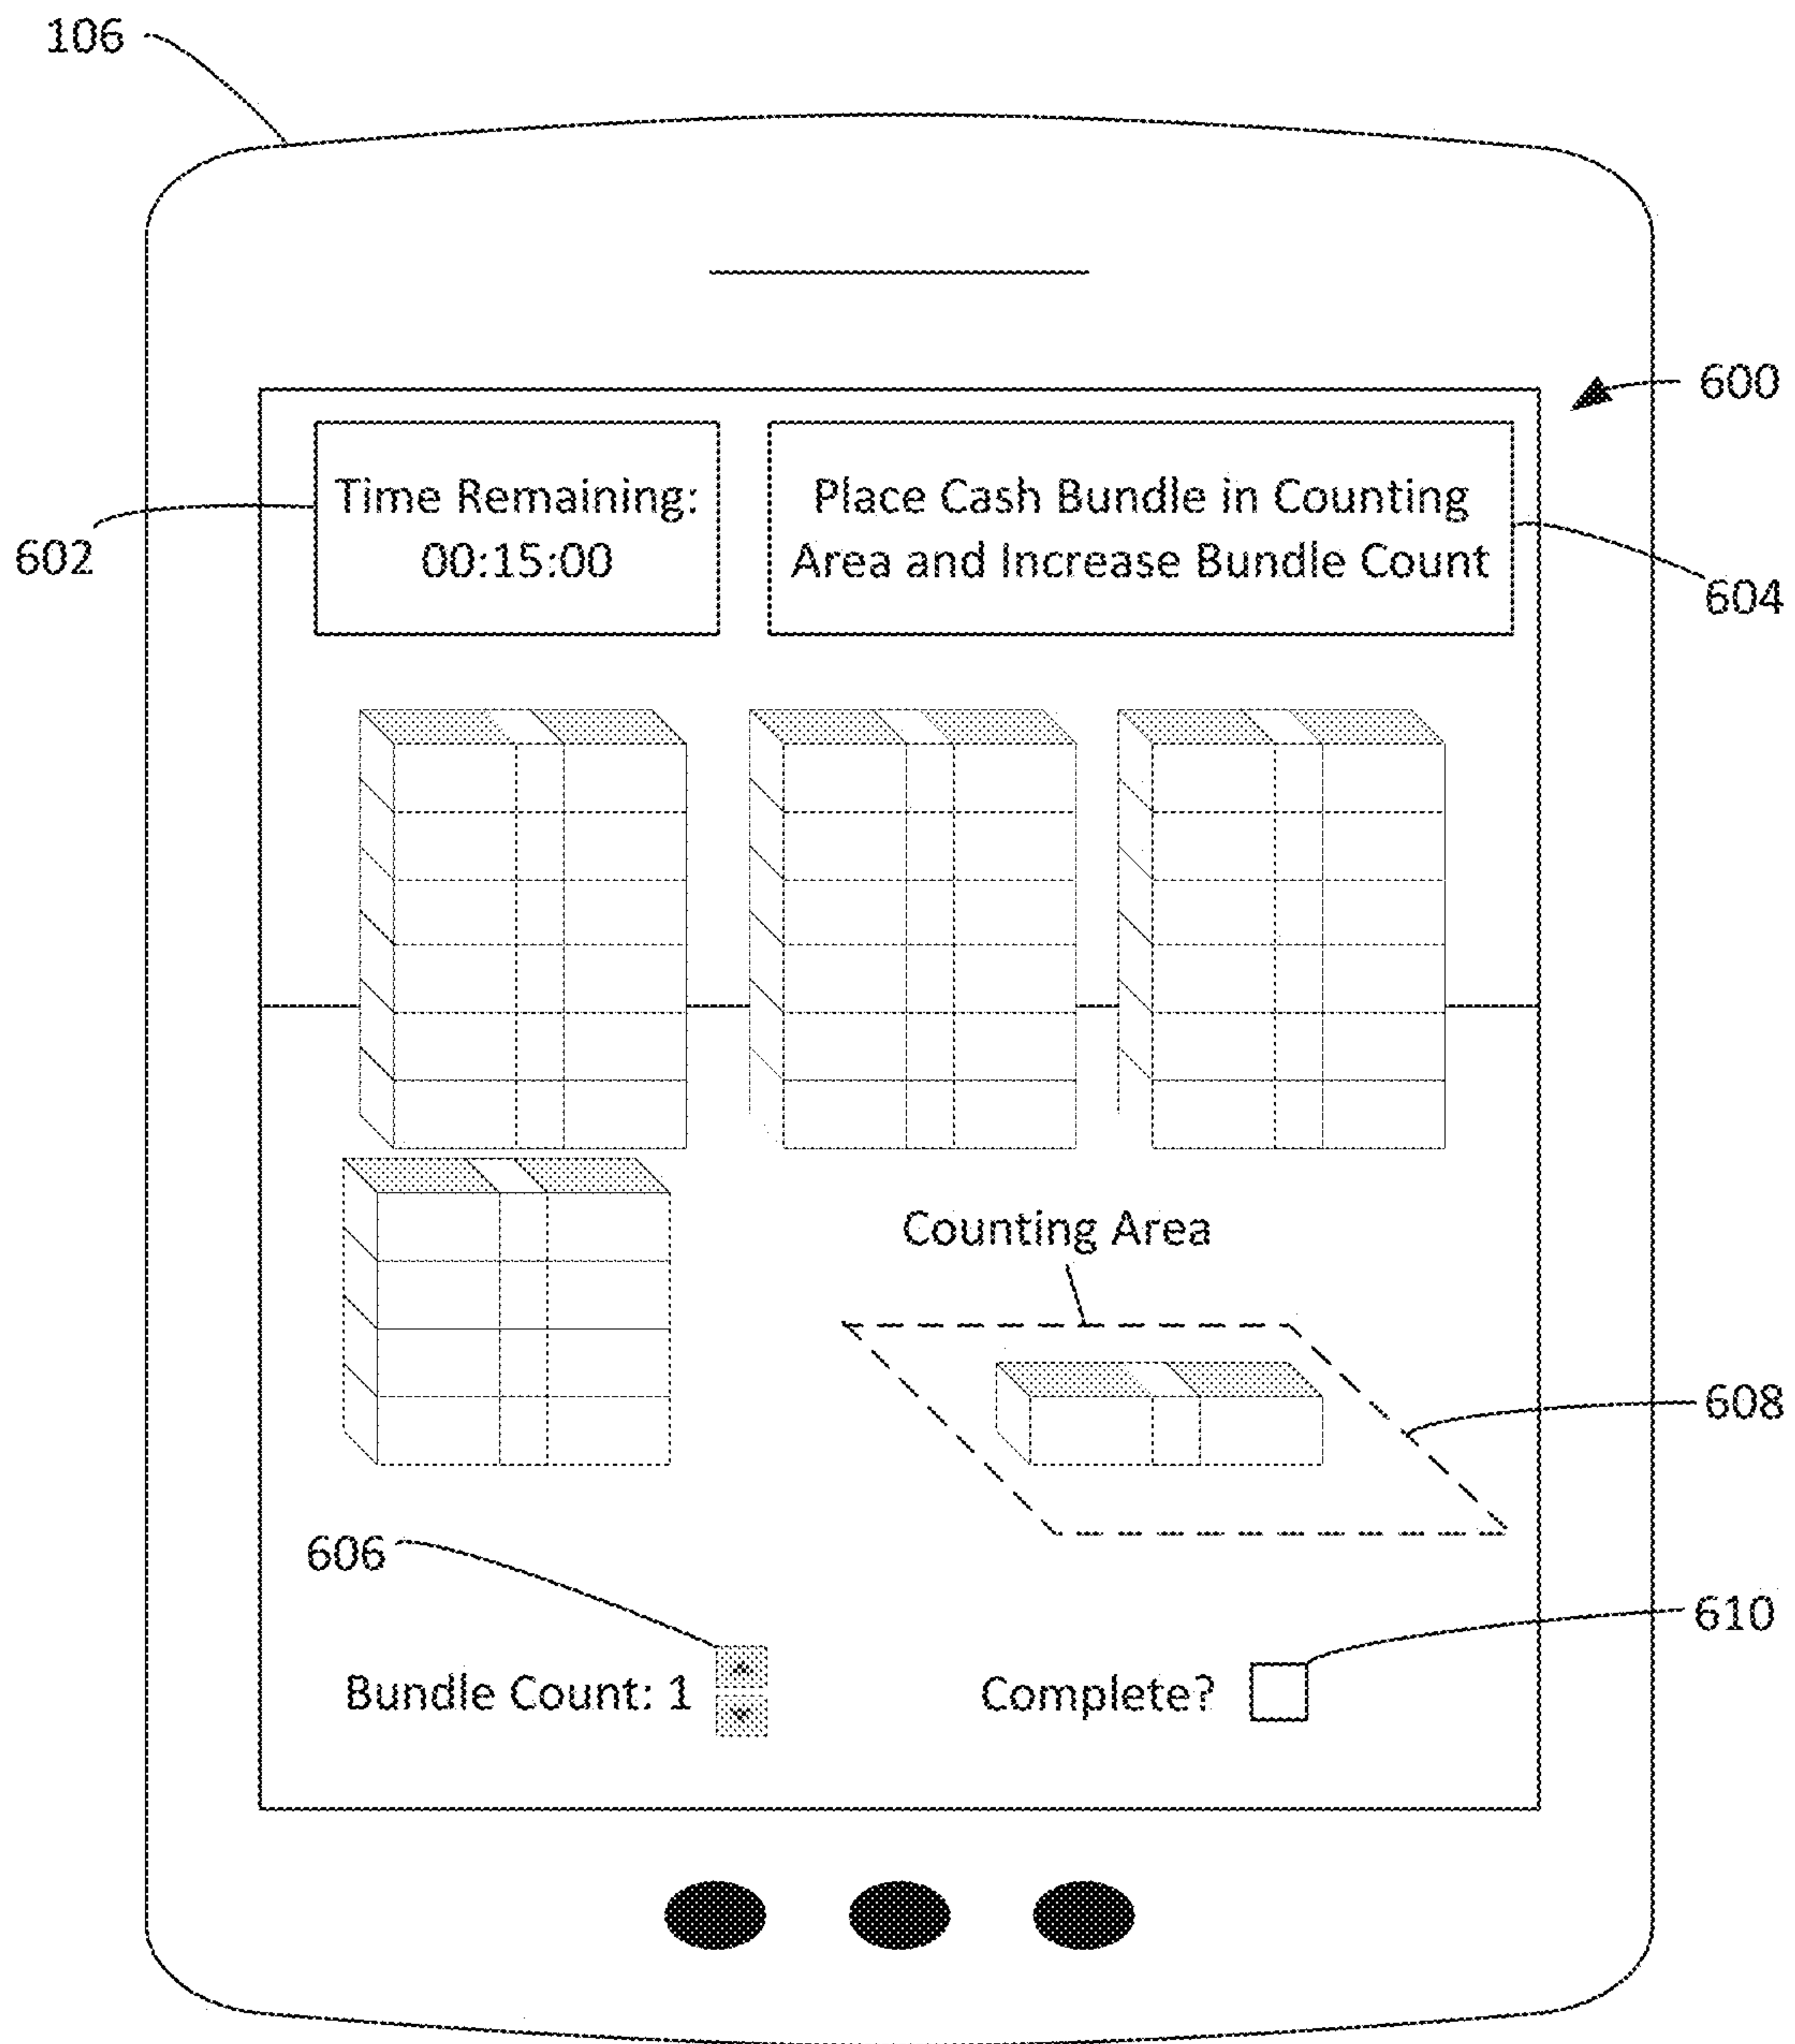 106
600
Time Remaining:
00:15:00
Place Cash Bundle in Counting
Area and Increase Bundle Count
602
604
Counting Area
608
606
610
Bundle Count: 1
Complete?